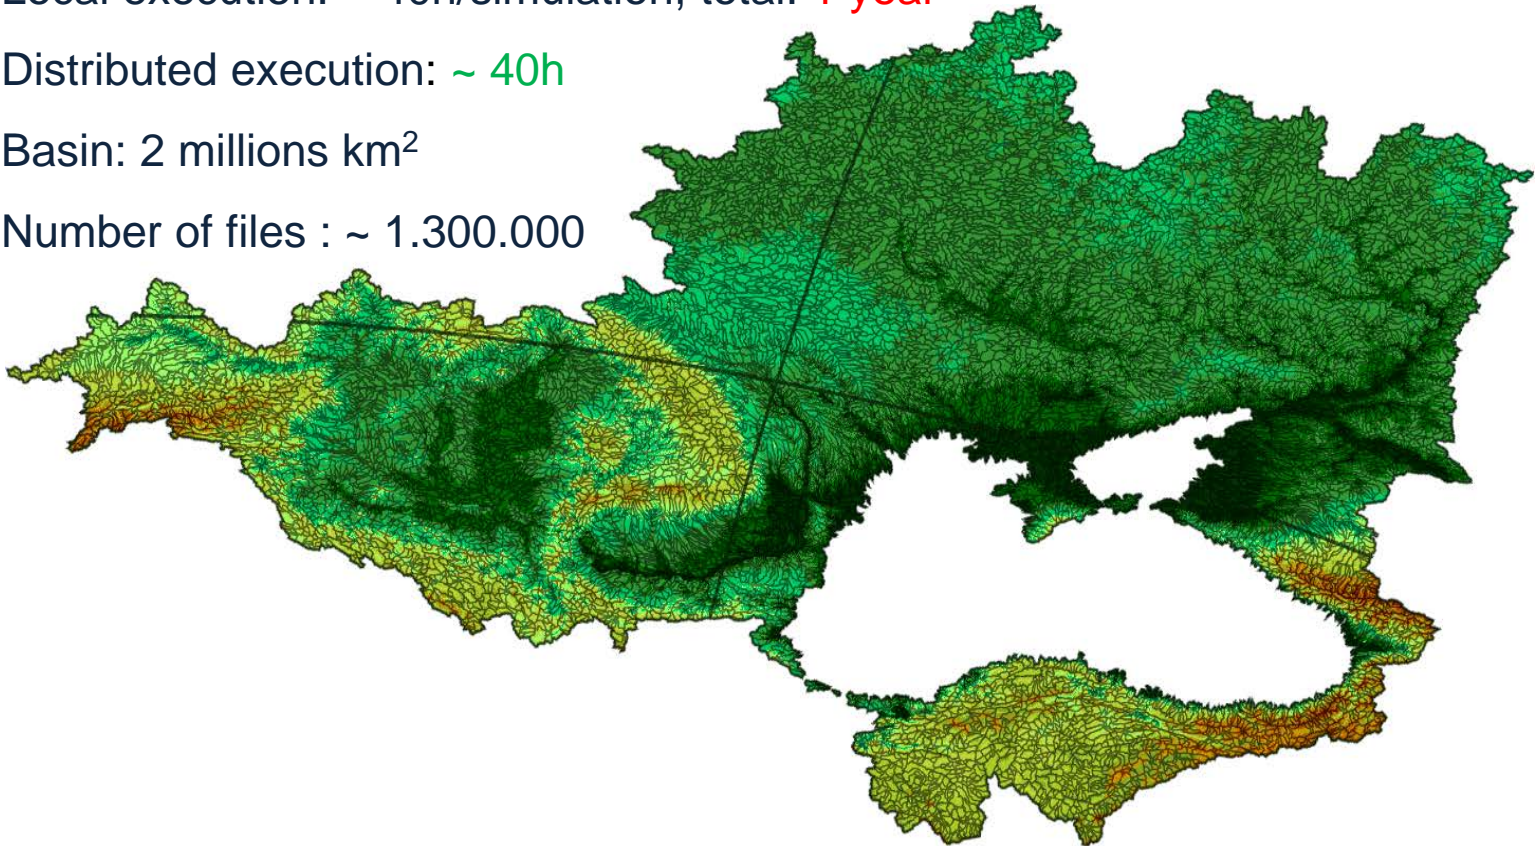 Distributed execution: ~ 40h
Basin: 2 millions km²
Number of files : ~ 1.300.000